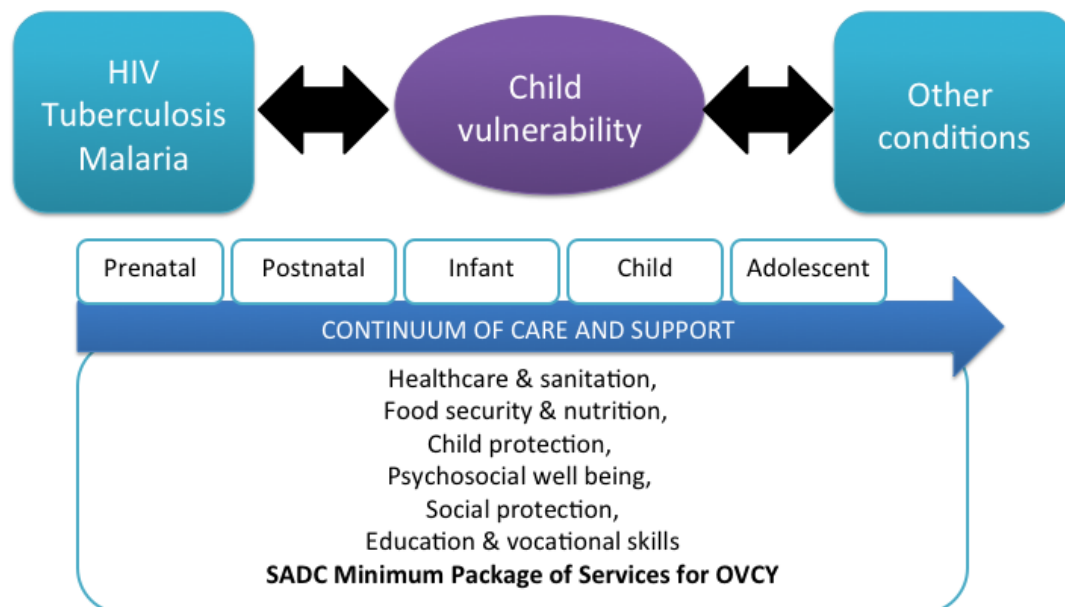 HIV
Tuberculosis
Malaria
Child
vulnerability
Other
conditions
Prenatal
Postnatal
Infant
Child
Adolescent
CONTINUUM OF CARE AND SUPPORT
Healthcare & sanitation,
Food security & nutrition,
Child protection,
Psychosocial well being,
Social protection,
Education & vocational skills
SADC Minimum Package of Services for OVCY